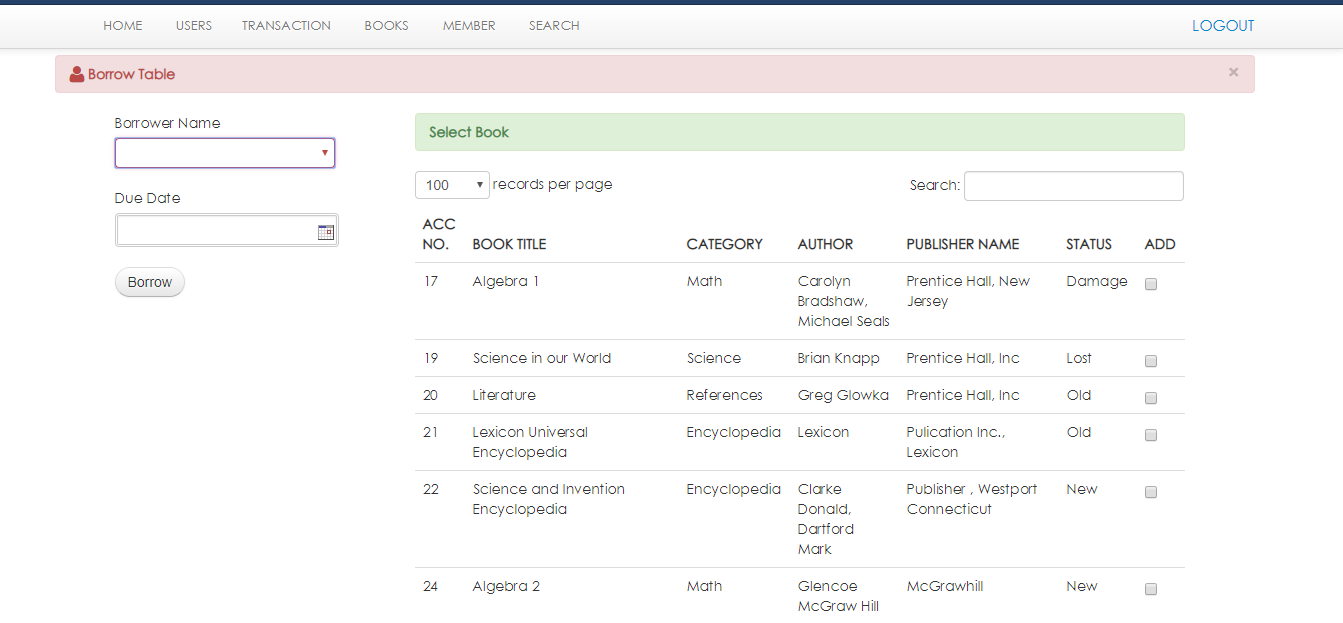 HOME USERS TRANSACTION BOOKS MEMBER SEARCH LOGOUT
Borrow Table ×
Borrower Name
Due Date
Borrow
Select Book
100 records per page Search:
ACC NO. BOOK TITLE CATEGORY AUTHOR PUBLISHER NAME STATUS ADD
17 Algebra 1 Math Carolyn Prentice Hall, New Damage
Bradshaw, Jersey
Michael Seals
19 Science in our World Science Brian Knapp Prentice Hall, Inc Lost
20 Literature References Greg Glowka Prentice Hall, Inc Old
21 Lexicon Universal Encyclopedia Lexicon Pulication Inc., Old
Encyclopedia Lexicon
22 Science and Invention Encyclopedia Clarke Publisher , Westport New
Encyclopedia Donald, Connecticut
Dartford
Mark
24 Algebra 2 Math Glencoe McGrawhill New
McGraw Hill